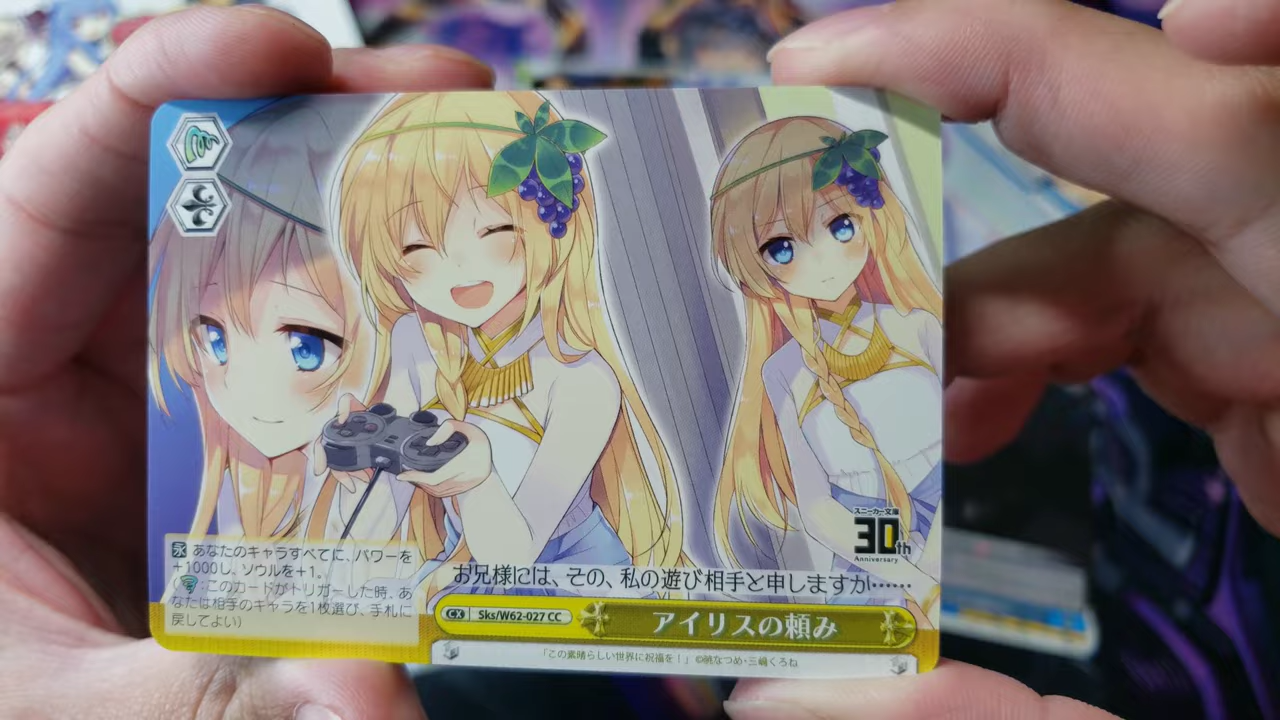 スニーカー文庫
30th
Anniversary
永 あなたのキャラすべてに、パワーを
+1000し、ソウルを+1。
(:このカードがトリガーした時、あ
なたは相手のキャラを1枚選び、手札に
戻してよい)
お兄様には、その、私の遊び相手と申しますか……
CX Sks/W62-027 CC
アイリスの頼み
「この素晴らしい世界に祝福を！」 ©暁なつめ・三嶋くろね